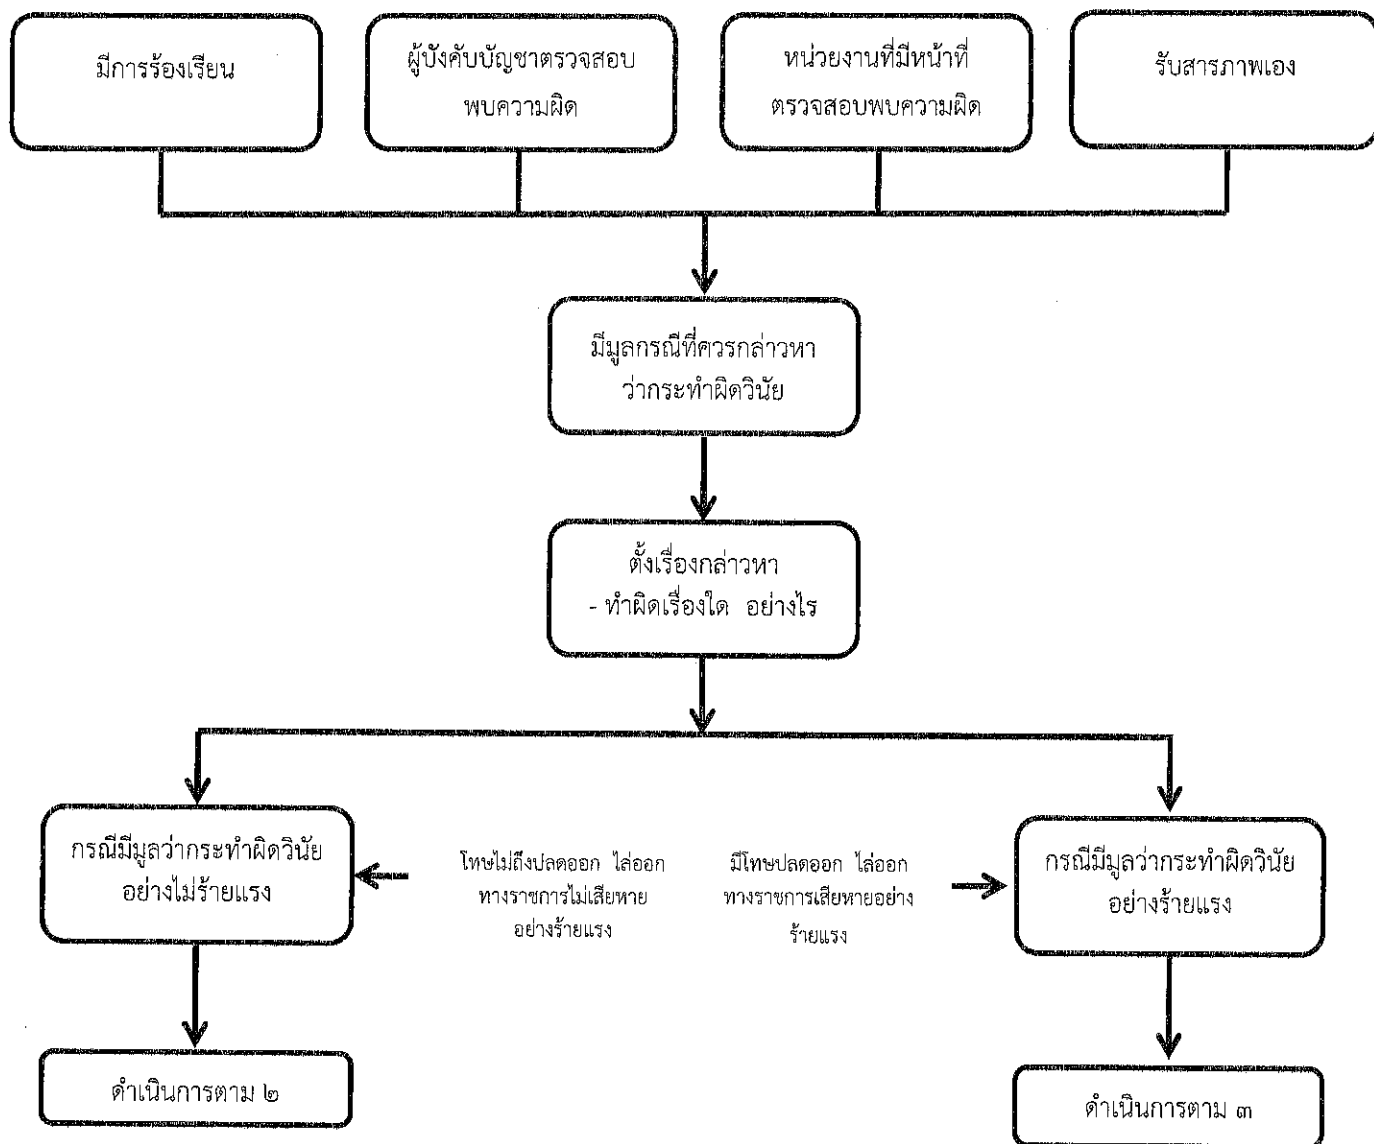 มีการร้องเรียน
ผู้บังคับบัญชาตรวจสอบ
พบความผิด
หน่วยงานที่มีหน้าที่
ตรวจสอบพบความผิด
รับสารภาพเอง
มีมูลกรณีที่ควรกล่าวหา
ว่ากระทำผิดวินัย
ตั้งเรื่องกล่าวหา
- ทำผิดเรื่องใด อย่างไร
กรณีมีมูลว่ากระทำผิดวินัย
อย่างไม่ร้ายแรง
โทษไม่ถึงปลดออก ไล่ออก
ทางราชการไม่เสียหาย
อย่างร้ายแรง
มีโทษปลดออก ไล่ออก
ทางราชการเสียหายอย่าง
ร้ายแรง
กรณีมีมูลว่ากระทำผิดวินัย
อย่างร้ายแรง
ดำเนินการตาม ๒
ดำเนินการตาม ๓